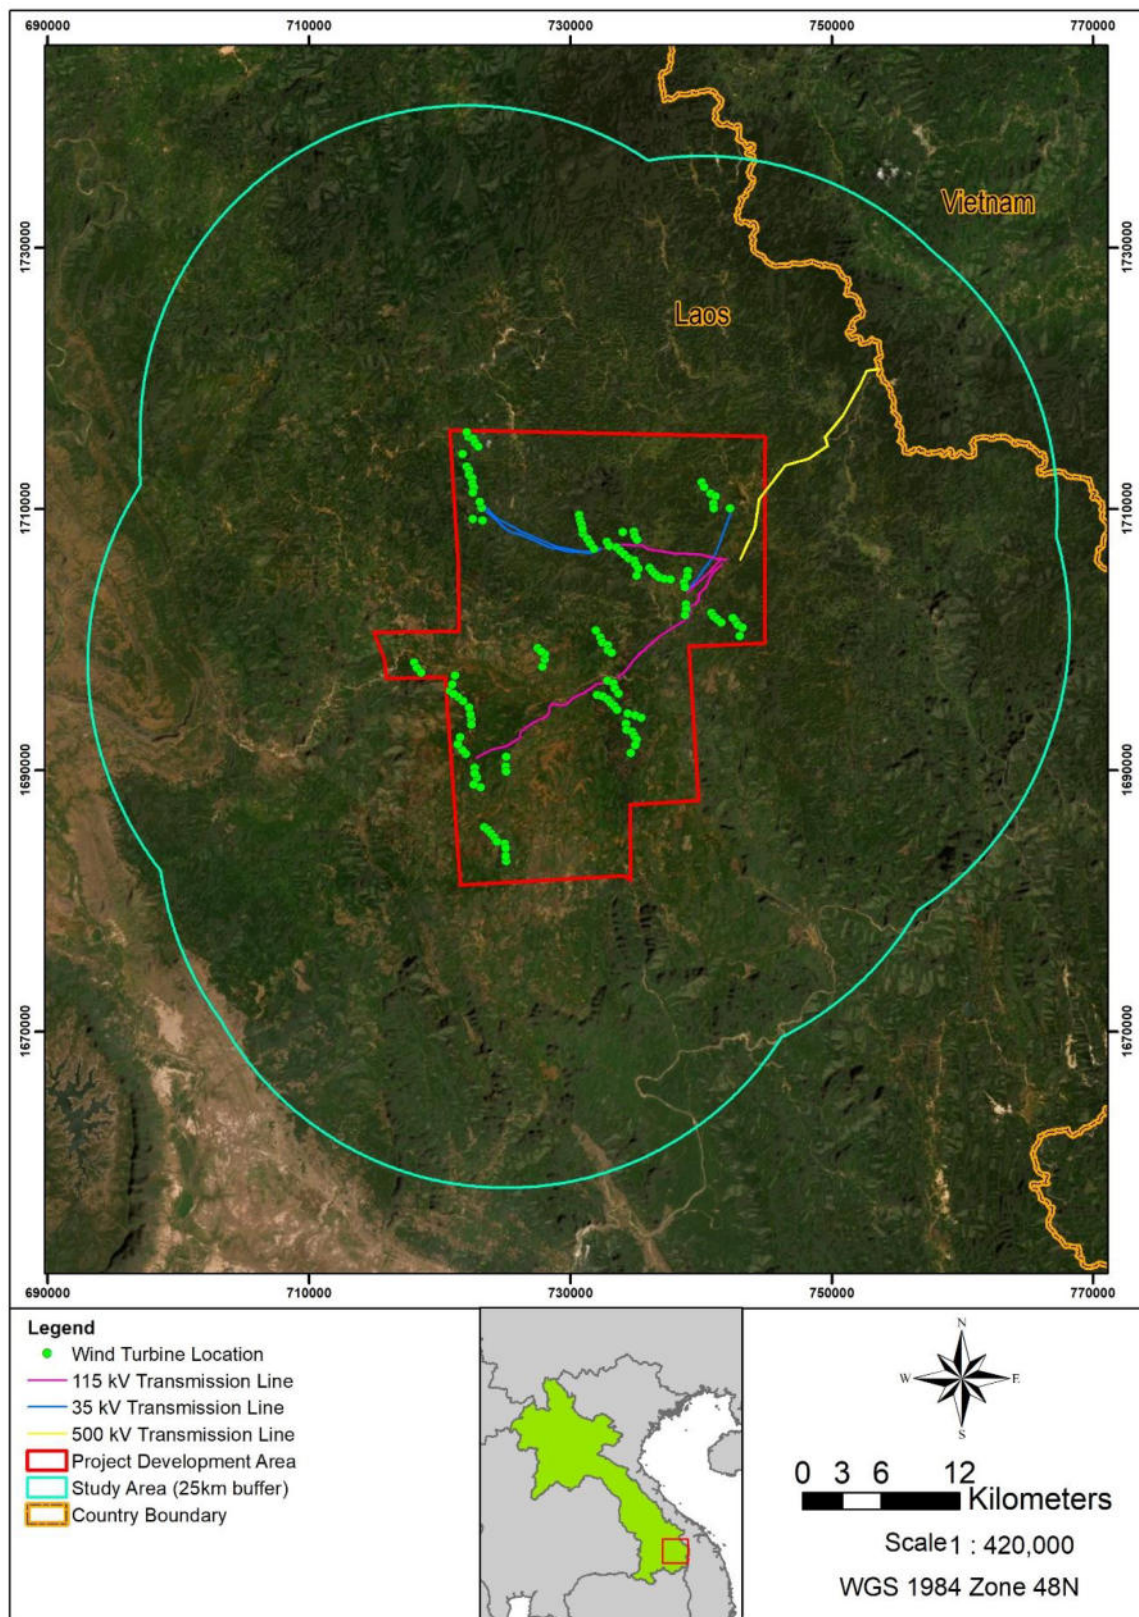 690000 710000 730000 750000 770000
Vietnam
1730000 1730000
Laos
1710000 1710000
1690000 1690000
1670000 1670000
690000 710000 730000 750000 770000
Legend
Wind Turbine Location
115 kV Transmission Line
35 kV Transmission Line
500 kV Transmission Line
Project Development Area
Study Area (25km buffer)
Country Boundary
N
W E
S
0 3 6 12
Kilometers
Scale 1 : 420,000
WGS 1984 Zone 48N